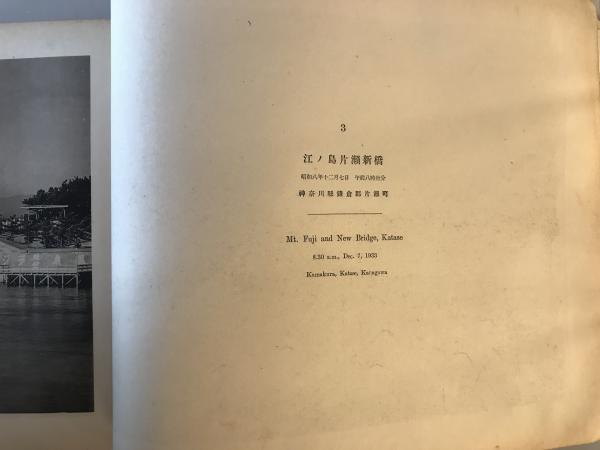 3
江ノ島片瀬新橋
昭和八年十二月七日 午前八時卅分
神奈川縣鎌倉郡片瀬町
Mt. Fuji and New Bridge, Katase
8.30 a.m., Dec. 7, 1933
Kamakura, Katase, Kanagawa